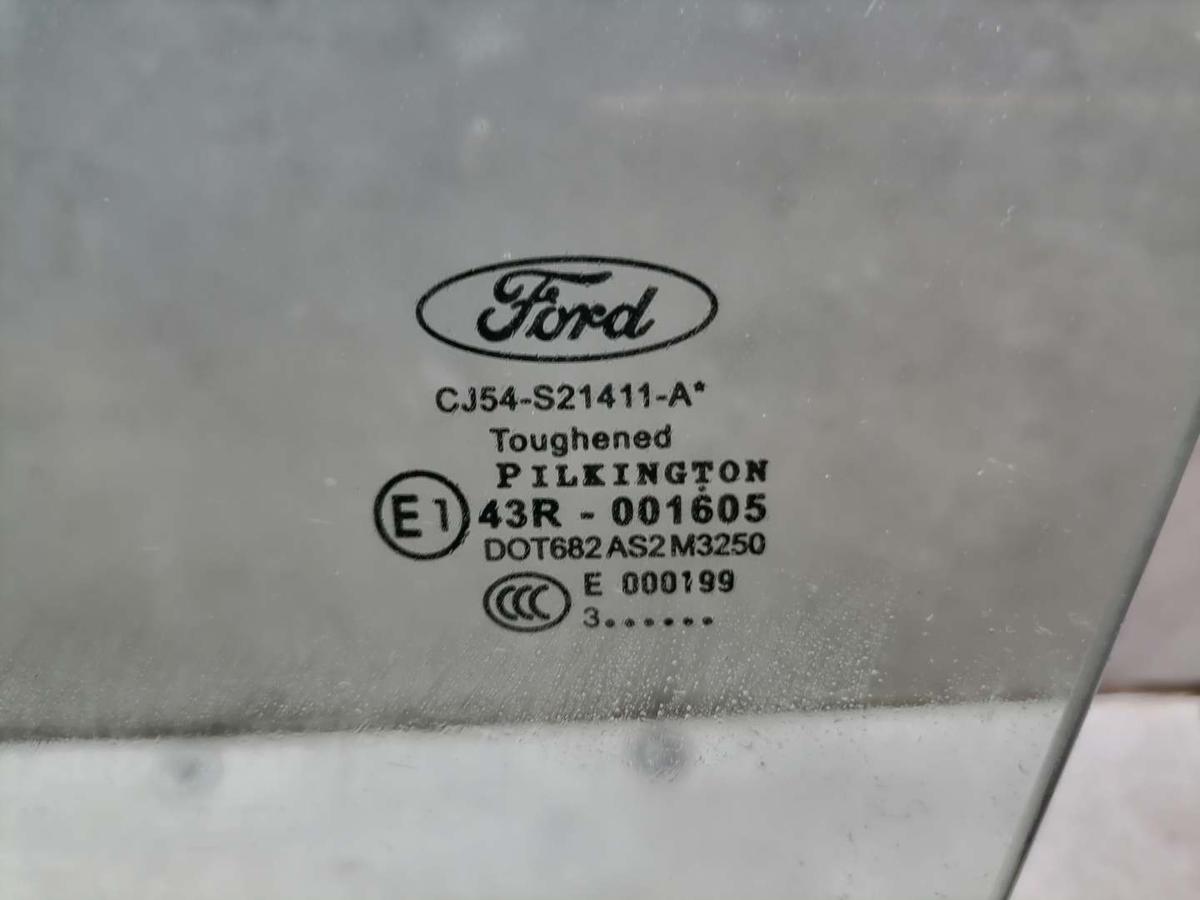 Ford
CJ54-S21411-A*
Toughened
PILKINGTON
E1 43R - 001605
DOT682 AS2 M3250
CCC E 000199
3......